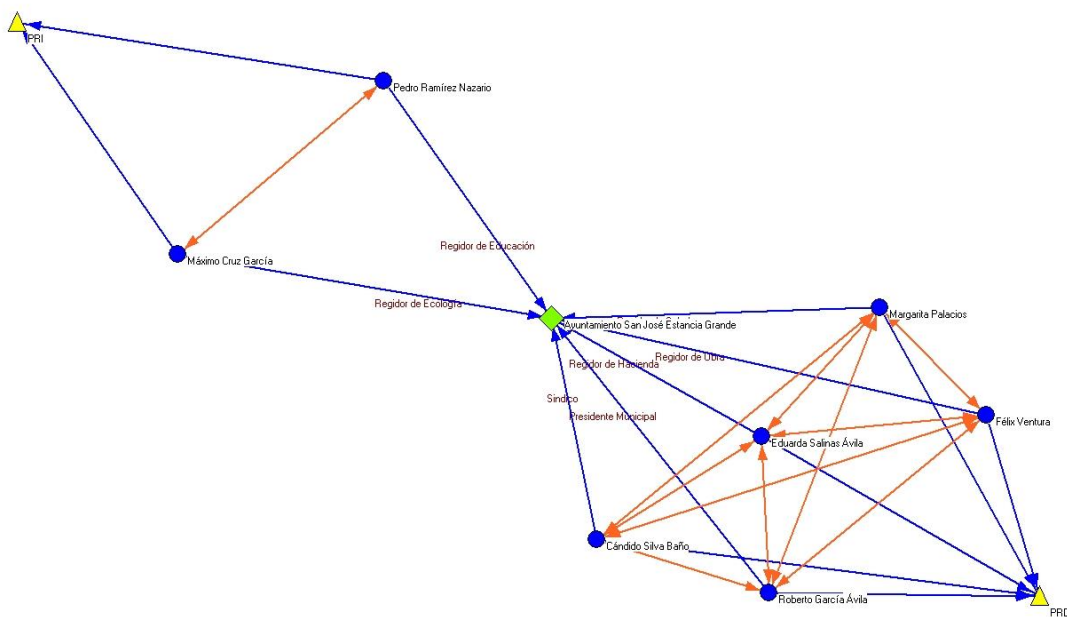 PRI
Pedro Ramírez Nazario
Regidor de Educación
Máximo Cruz García
Regidor de Ecología
Margarita Palacios
Ayuntamiento San José Estancia Grande
Regidor de Obra
Regidor de Hacienda
Sindico
Presidente Municipal
Félix Ventura
Eduarda Salinas Ávila
Cándido Silva Baño
Roberto García Ávila
PRD